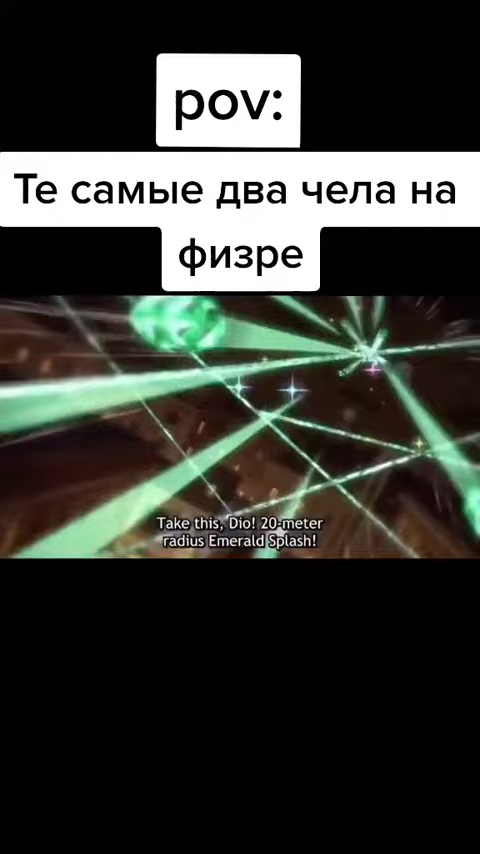 pov:
Те самые два чела на
физре
Take this, Dio! 20-meter
radius Emerald Splash!